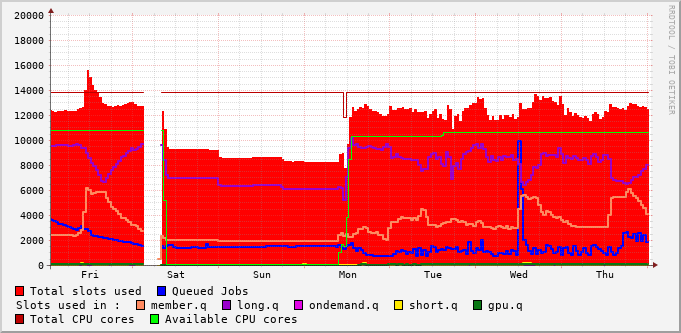 20000
18000
16000
14000
12000
10000
8000
6000
4000
2000
0
Fri Sat Sun Mon Tue Wed Thu
RRDTOOL / TOBI OETIKER
Total slots used Queued Jobs
Slots used in : member.q long.q ondemand.q short.q gpu.q
Total CPU cores Available CPU cores